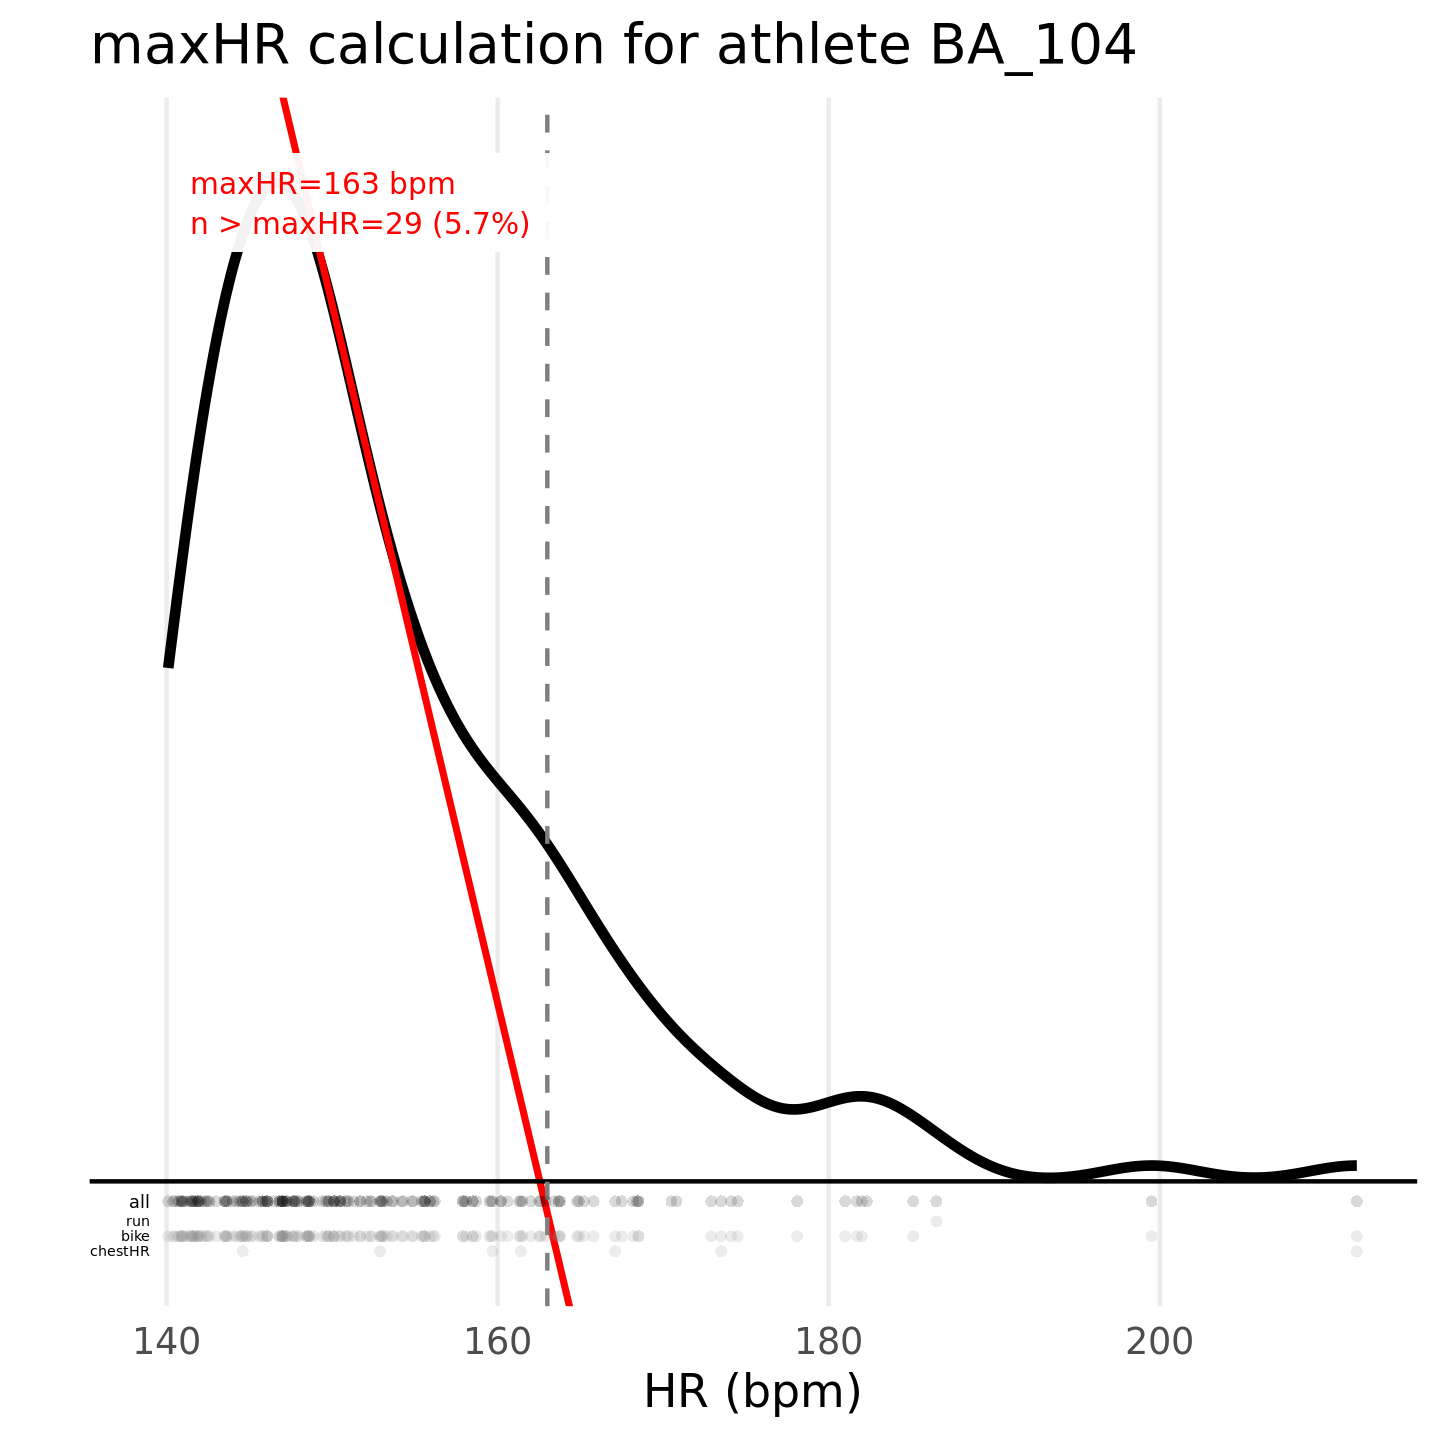 maxHR calculation for athlete BA_104
maxHR=163 bpm
n > maxHR=29 (5.7%)
all
run
bike
chestHR
140 160 180 200
HR (bpm)